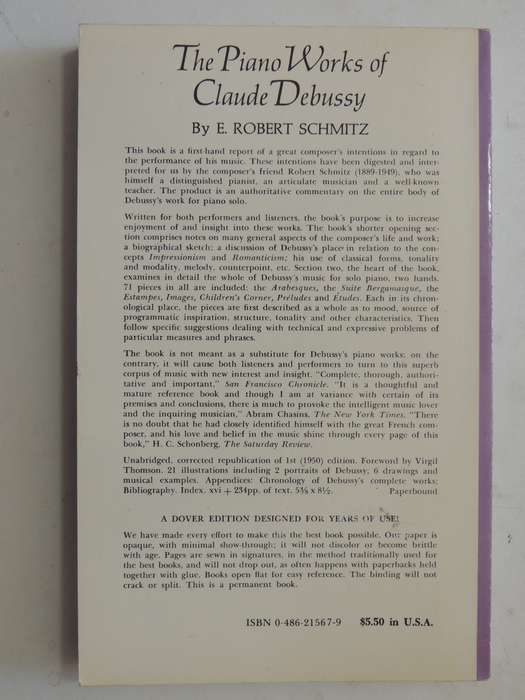 The Piano Works of
Claude Debussy
By E. ROBERT SCHMITZ
This book is a first-hand report of a great composer's intentions in regard to
the performance of his music. These intentions have been digested and inter-
preted for us by the composer's friend Robert Schmitz (1889-1949), who was
himself a distinguished pianist, an articulate musician and a well-known
teacher. The product is an authoritative commentary on the entire body of
Debussy's work for piano solo.
Written for both performers and listeners, the book's purpose is to increase
enjoyment of and insight into these works. The book's shorter opening sec-
tion comprises notes on many general aspects of the composer's life and work;
a biographical sketch; a discussion of Debussy's place in relation to the con-
cepts Impressionism and Romanticism; his use of classical forms, tonality
and modality, melody, counterpoint, etc. Section two, the heart of the book,
examines in detail the whole of Debussy's music for solo piano, two hands.
71 pieces in all are included: the Arabesques, the Suite Bergamasque, the
Estampes, Images, Children's Corner, Préludes and Études. Each in its chron-
ological place, the pieces are first described as a whole as to mood, source of
programmatic inspiration, structure, tonality and other characteristics. Then
follow specific suggestions dealing with technical and expressive problems of
particular measures and phrases.
The book is not meant as a substitute for Debussy's piano works; on the
contrary, it will cause both listeners and performers to turn to this superb
corpus of music with new interest and insight. "Complete, thorough, authori-
tative and important," San Francisco Chronicle. "It is a thoughtful and
mature reference book and though I am at variance with certain of its
premises and conclusions, there is much to provoke the intelligent music lover
and the inquiring musician," Abram Chasins, The New York Times. "There
is no doubt that he had closely identified himself with the great French com-
poser, and his love and belief in the music shine through every page of this
book," H. C. Schonberg, The Saturday Review.
Unabridged, corrected republication of 1st (1950) edition. Foreword by Virgil
Thomson. 21 illustrations including 2 portraits of Debussy; 6 drawings and
musical examples. Appendices: Chronology of Debussy's complete works;
Bibliography. Index. xvi + 234pp. of text. 5⅜ x 8½. Paperbound
A DOVER EDITION DESIGNED FOR YEARS OF USE!
We have made every effort to make this the best book possible. Our paper is
opaque, with minimal show-through; it will not discolor or become brittle
with age. Pages are sewn in signatures, in the method traditionally used for
the best books, and will not drop out, as often happens with paperbacks held
together with glue. Books open flat for easy reference. The binding will not
crack or split. This is a permanent book.
ISBN 0-486-21567-9 $5.50 in U.S.A.